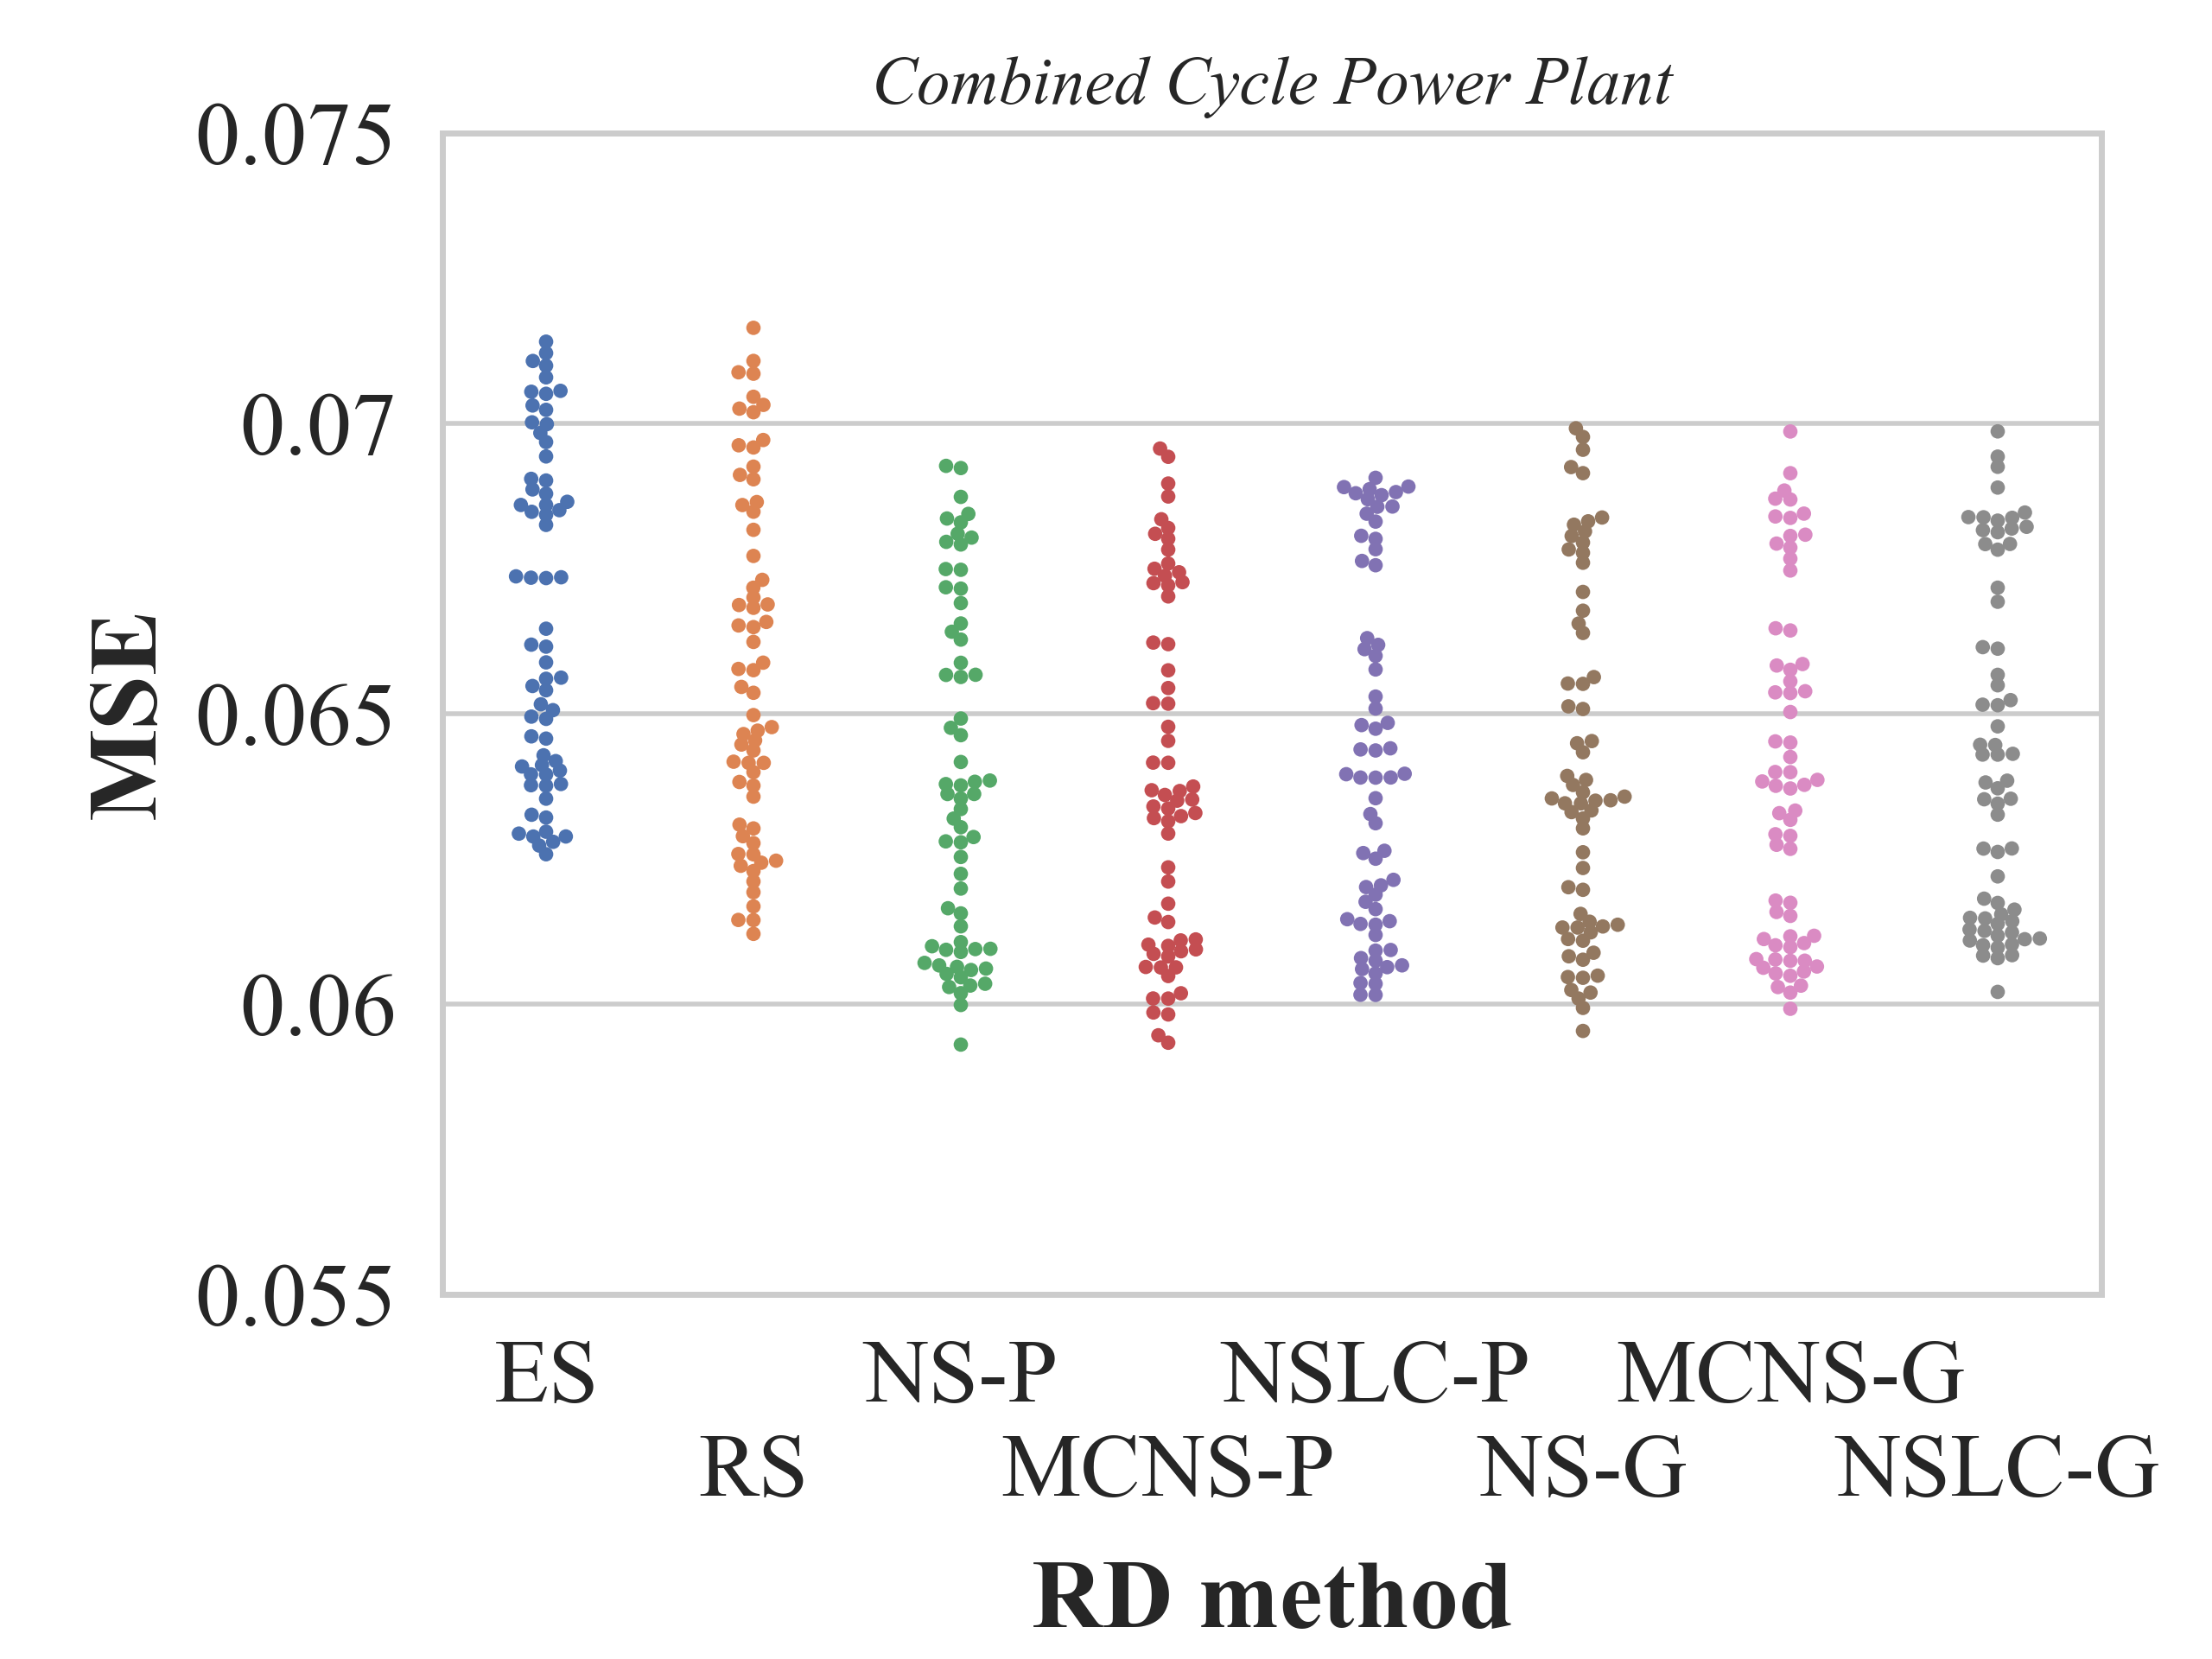 Combined Cycle Power Plant
0.075
0.07
0.065
0.06
0.055
MSE
ES NS-P NSLC-P MCNS-G
RS MCNS-P NS-G NSLC-G
RD method